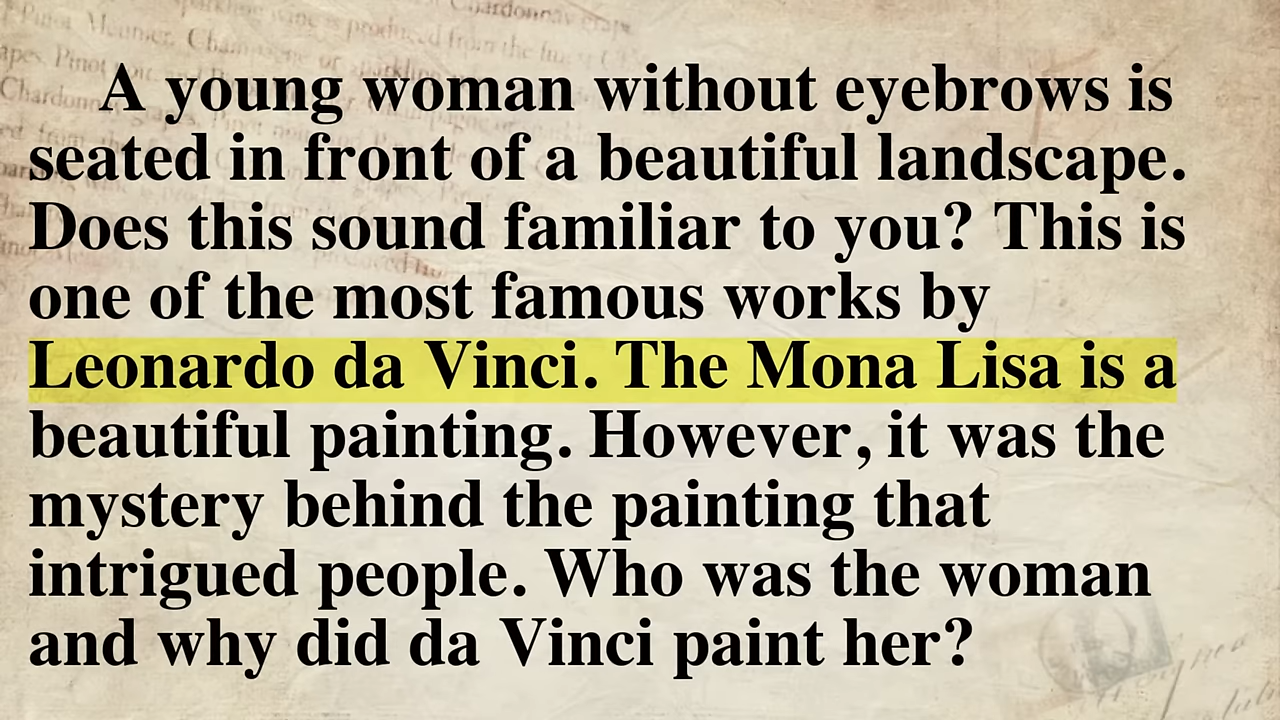 A young woman without eyebrows is
seated in front of a beautiful landscape.
Does this sound familiar to you? This is
one of the most famous works by
Leonardo da Vinci. The Mona Lisa is a
beautiful painting. However, it was the
mystery behind the painting that
intrigued people. Who was the woman
and why did da Vinci paint her?